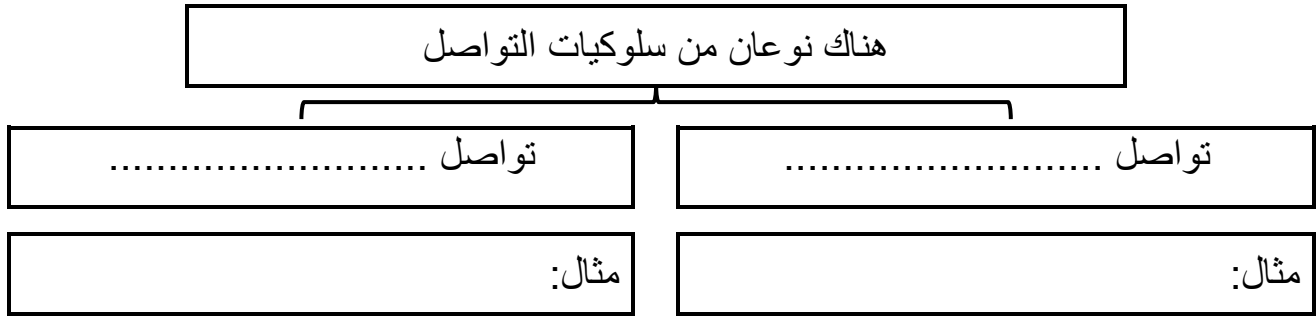 هناك نوعان من سلوكيات التواصل
تواصل ...........................
تواصل ...........................
مثال:
مثال: